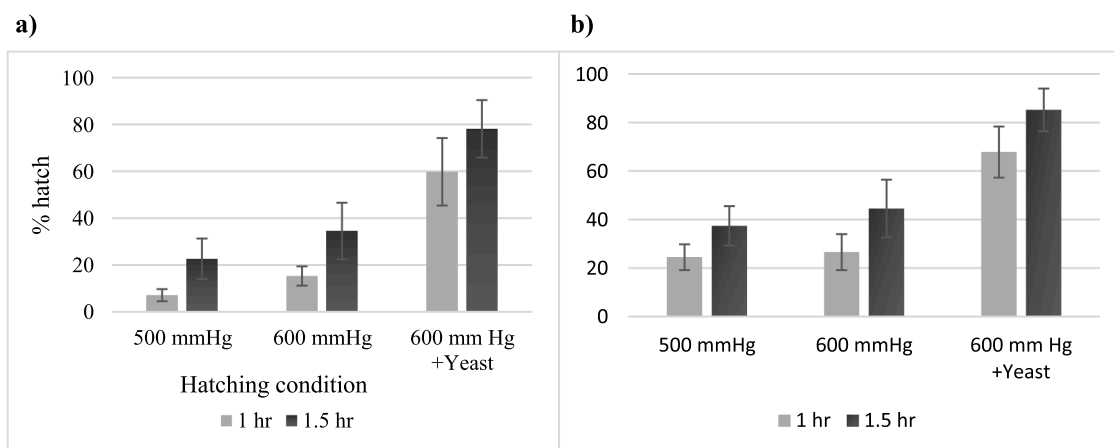 a)
100
80
60
40
20
0
% hatch
500 mmHg
600 mmHg
600 mm Hg
+Yeast
Hatching condition
1 hr
1.5 hr
b)
100
80
60
40
20
0
500 mmHg
600 mmHg
600 mm Hg
+Yeast
1 hr
1.5 hr